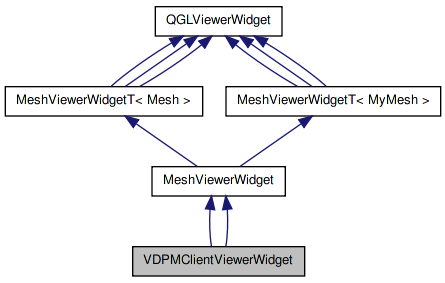 QGLViewerWidget
MeshViewerWidgetT< Mesh >
MeshViewerWidgetT< MyMesh >
MeshViewerWidget
VDPMClientViewerWidget